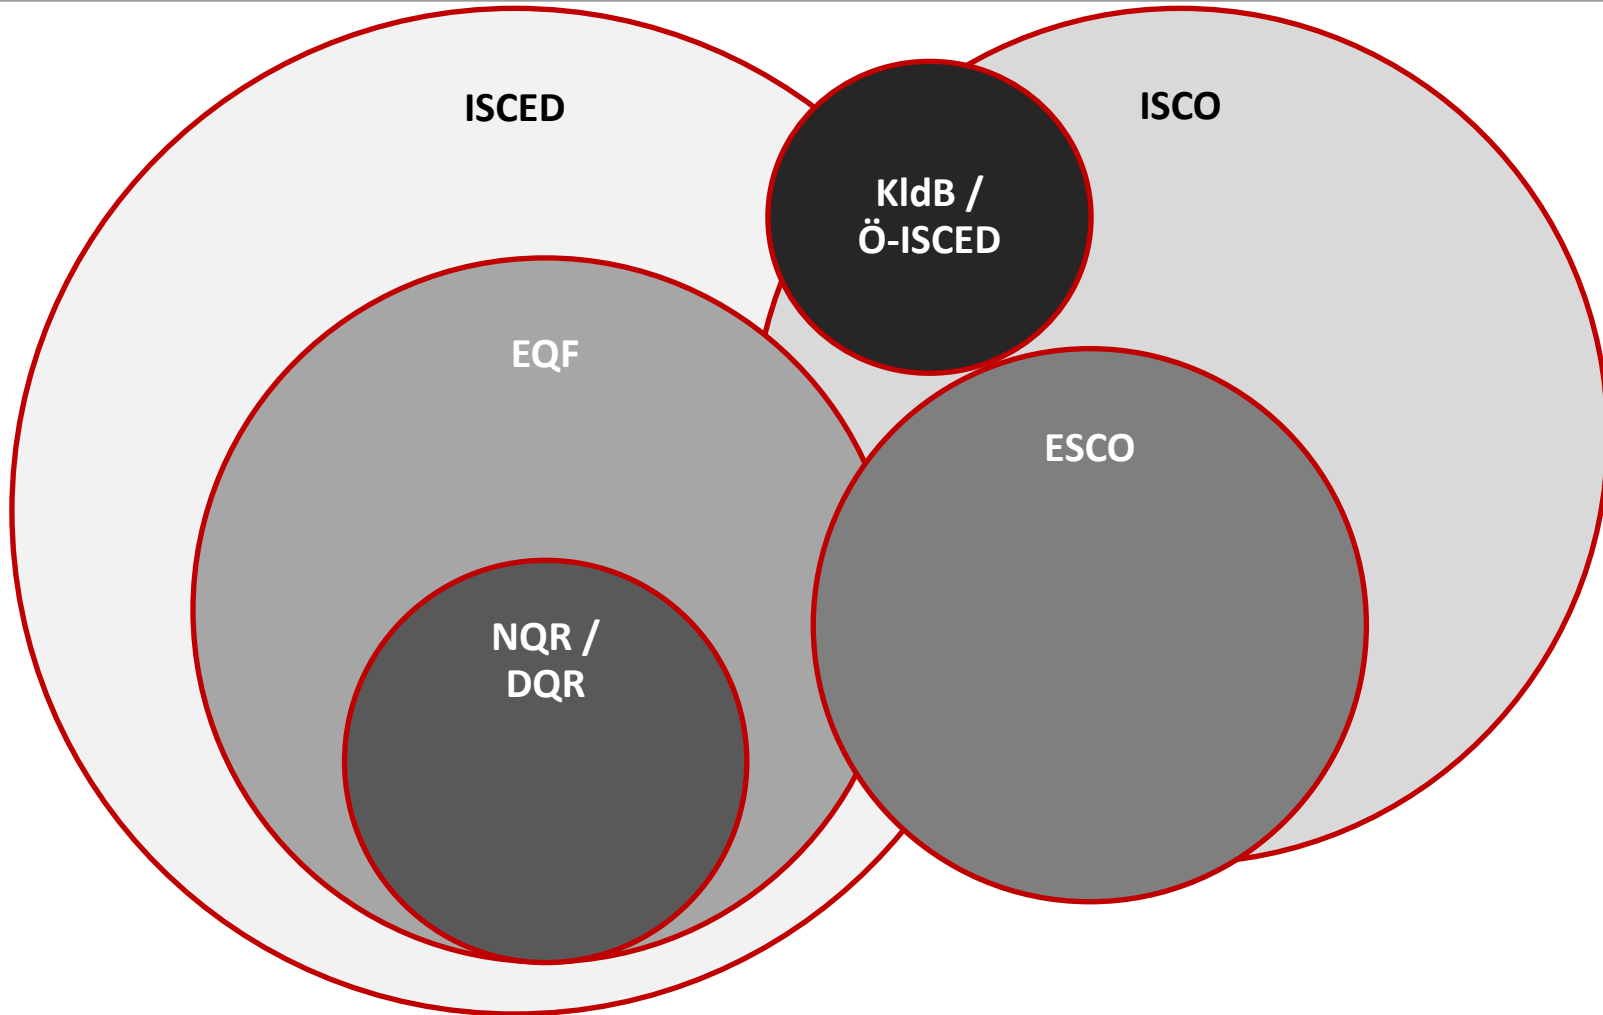 ISCED
ISCO
KldB /
Ö-ISCED
EQF
ESCO
NQR /
DQR